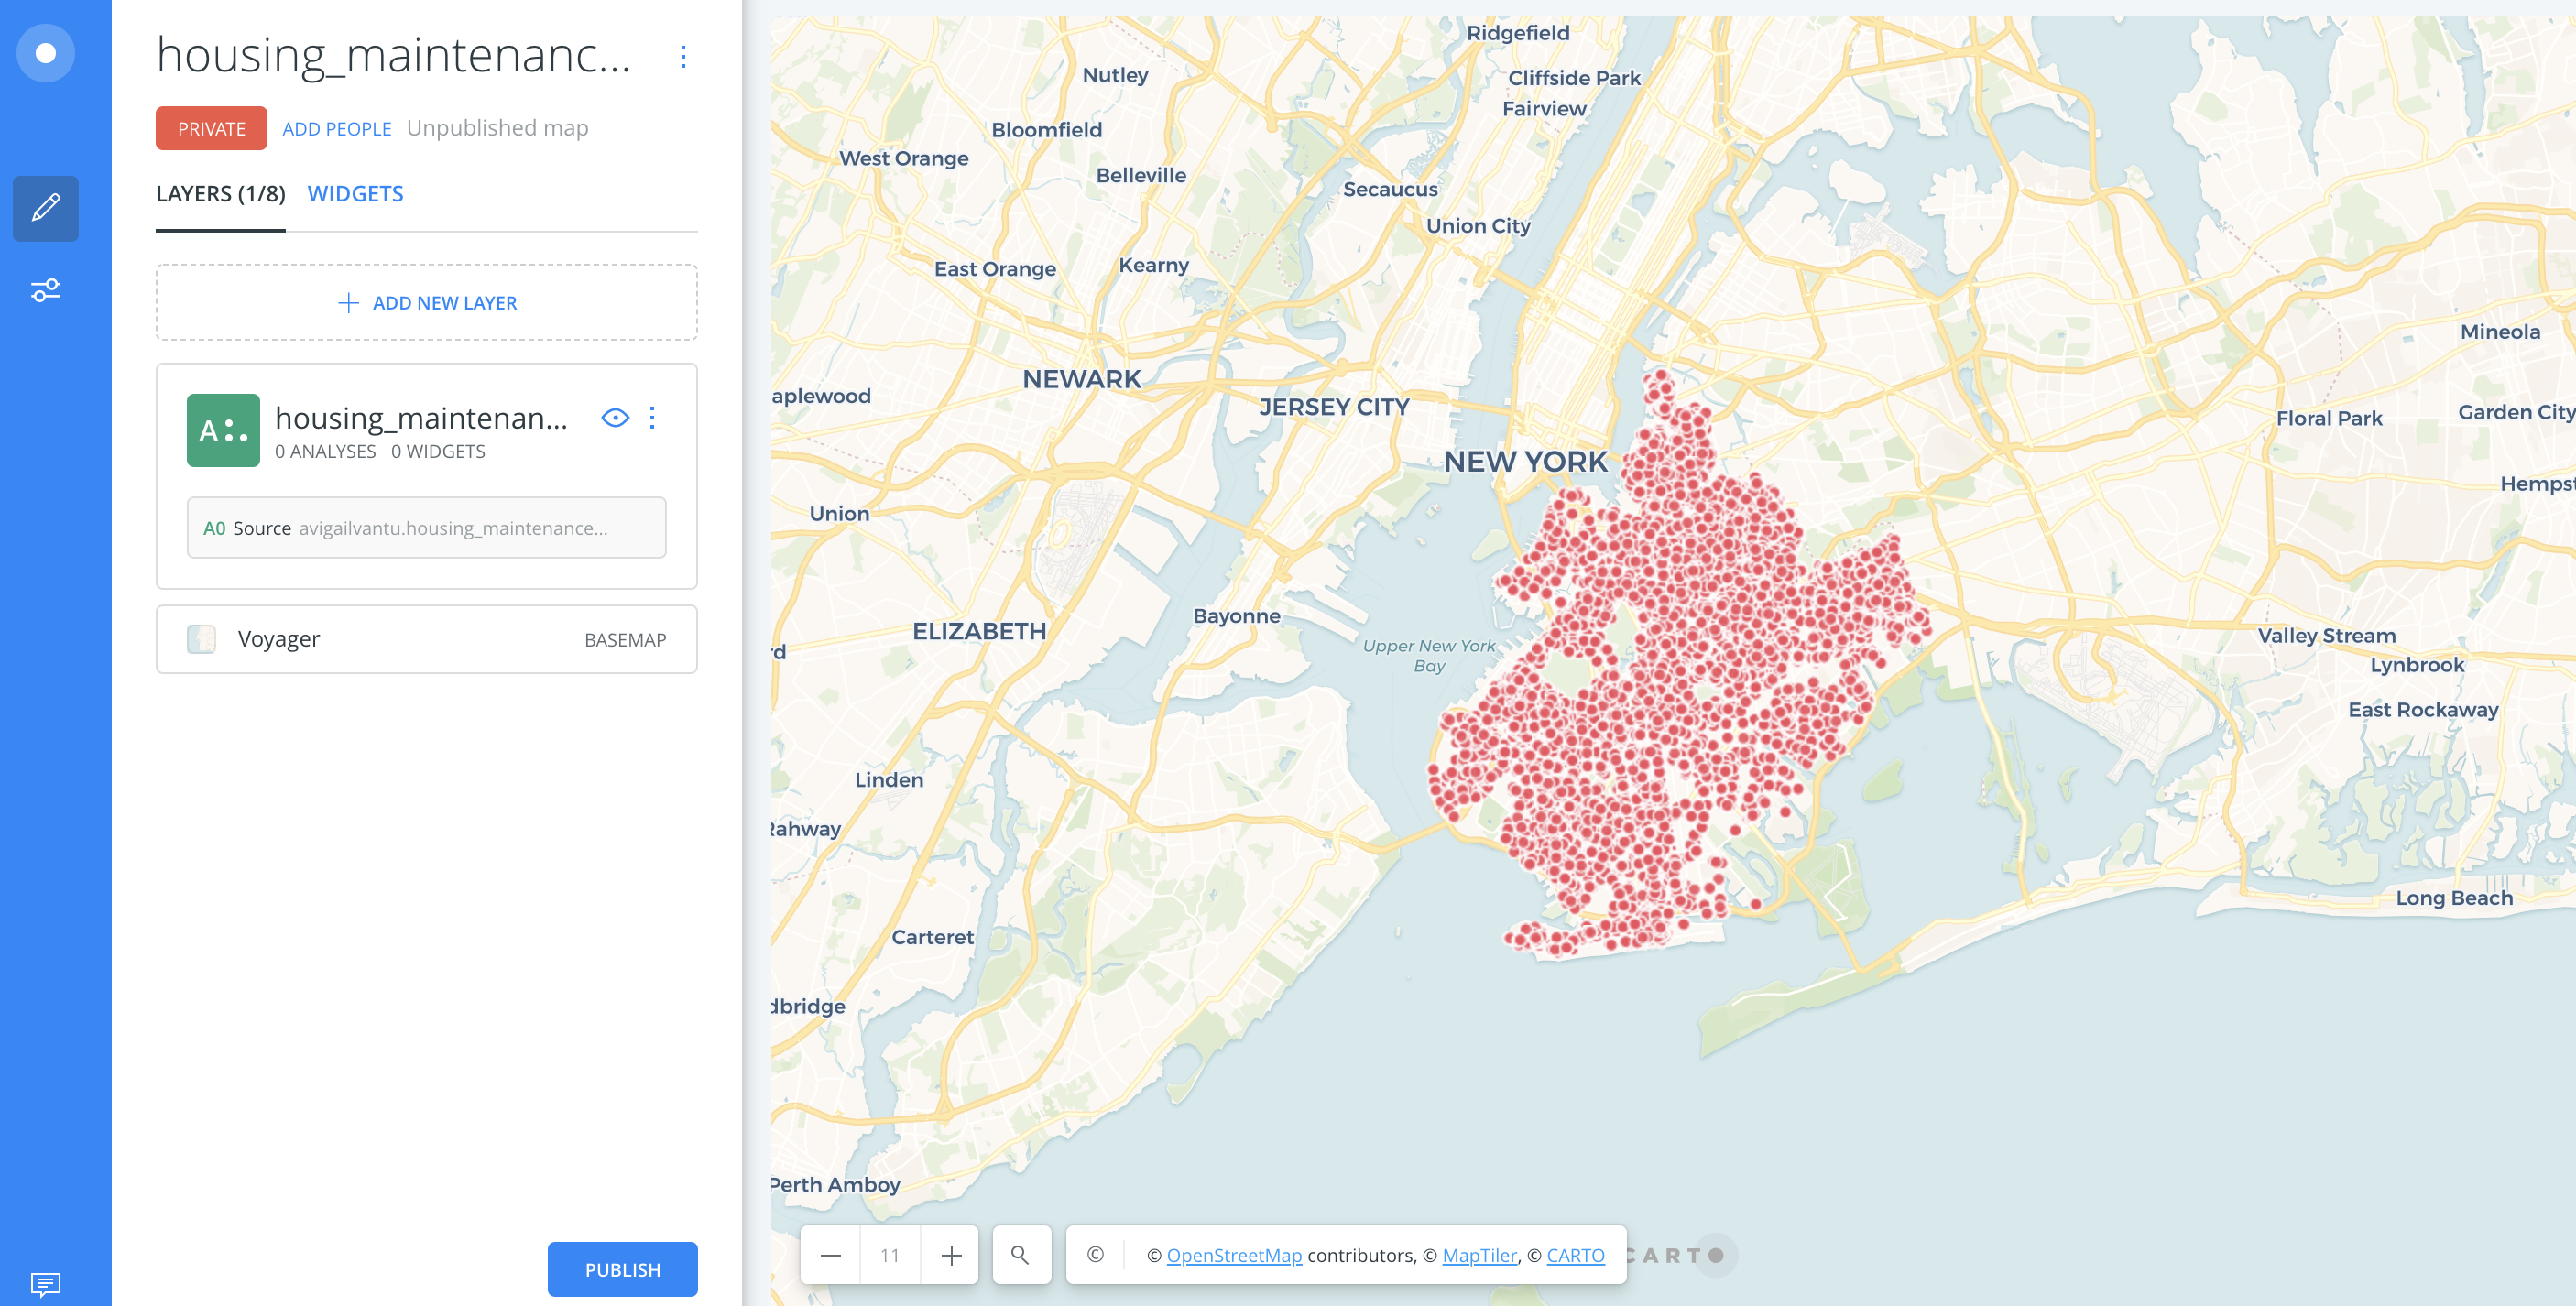 housing_maintenanc...
PRIVATE ADD PEOPLE Unpublished map
LAYERS (1/8) WIDGETS
ADD NEW LAYER
A
housing_maintenan...
0 ANALYSES 0 WIDGETS
A0 Source avigailvantu.housing_maintenance...
Voyager BASEMAP
PUBLISH
Ridgefield
Nutley
Cliffside Park
Fairview
Bloomfield
West Orange
Belleville
Secaucus
Union City
East Orange
Kearny
Mineola
NEWARK
aplewood
JERSEY CITY
Floral Park
Garden City
NEW YORK
Hempst
Union
Bayonne
ELIZABETH
Upper New York
Bay
rd
Valley Stream
Lynbrook
East Rockaway
Linden
Rahway
Long Beach
Carteret
dbridge
Perth Amboy
11
© © OpenStreetMap contributors, © MapTiler, © CARTO
CARTO